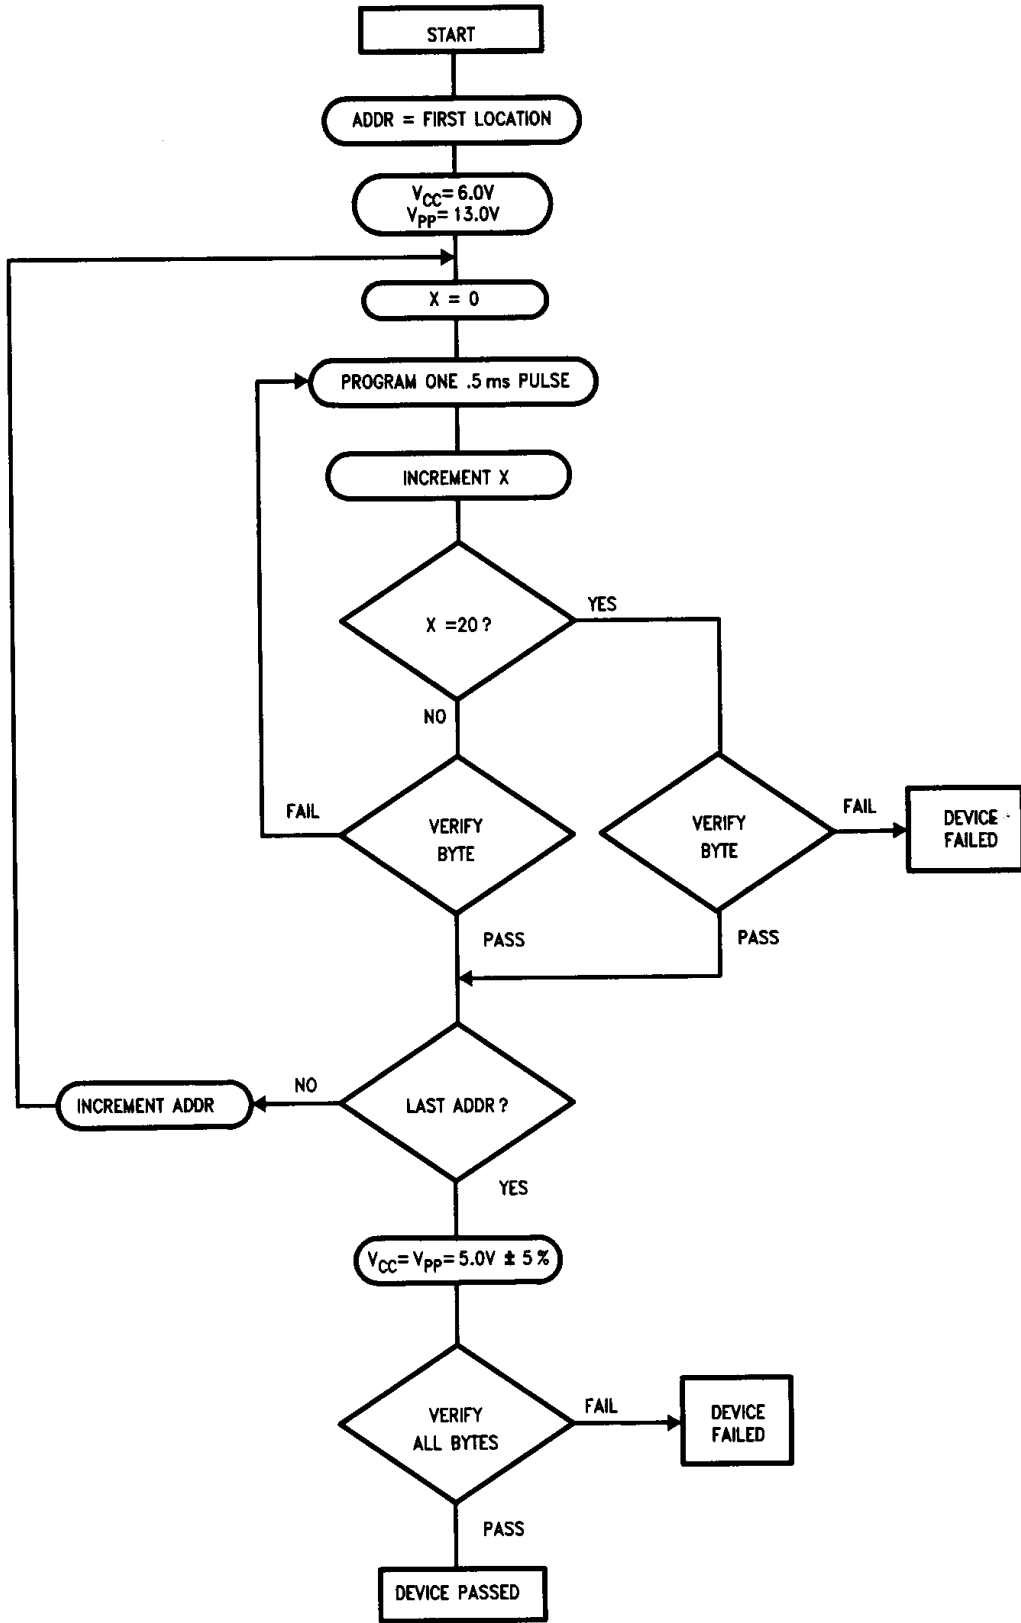 START
ADDR = FIRST LOCATION
VCC = 6.0V
VPP = 13.0V
X = 0
PROGRAM ONE .5 ms PULSE
INCREMENT X
X = 20 ?
YES
NO
VERIFY
BYTE
FAIL
PASS
VERIFY
BYTE
FAIL
DEVICE
FAILED
PASS
LAST ADDR ?
NO
INCREMENT ADDR
YES
VCC = VPP = 5.0V ± 5 %
VERIFY
ALL BYTES
FAIL
DEVICE
FAILED
PASS
DEVICE PASSED